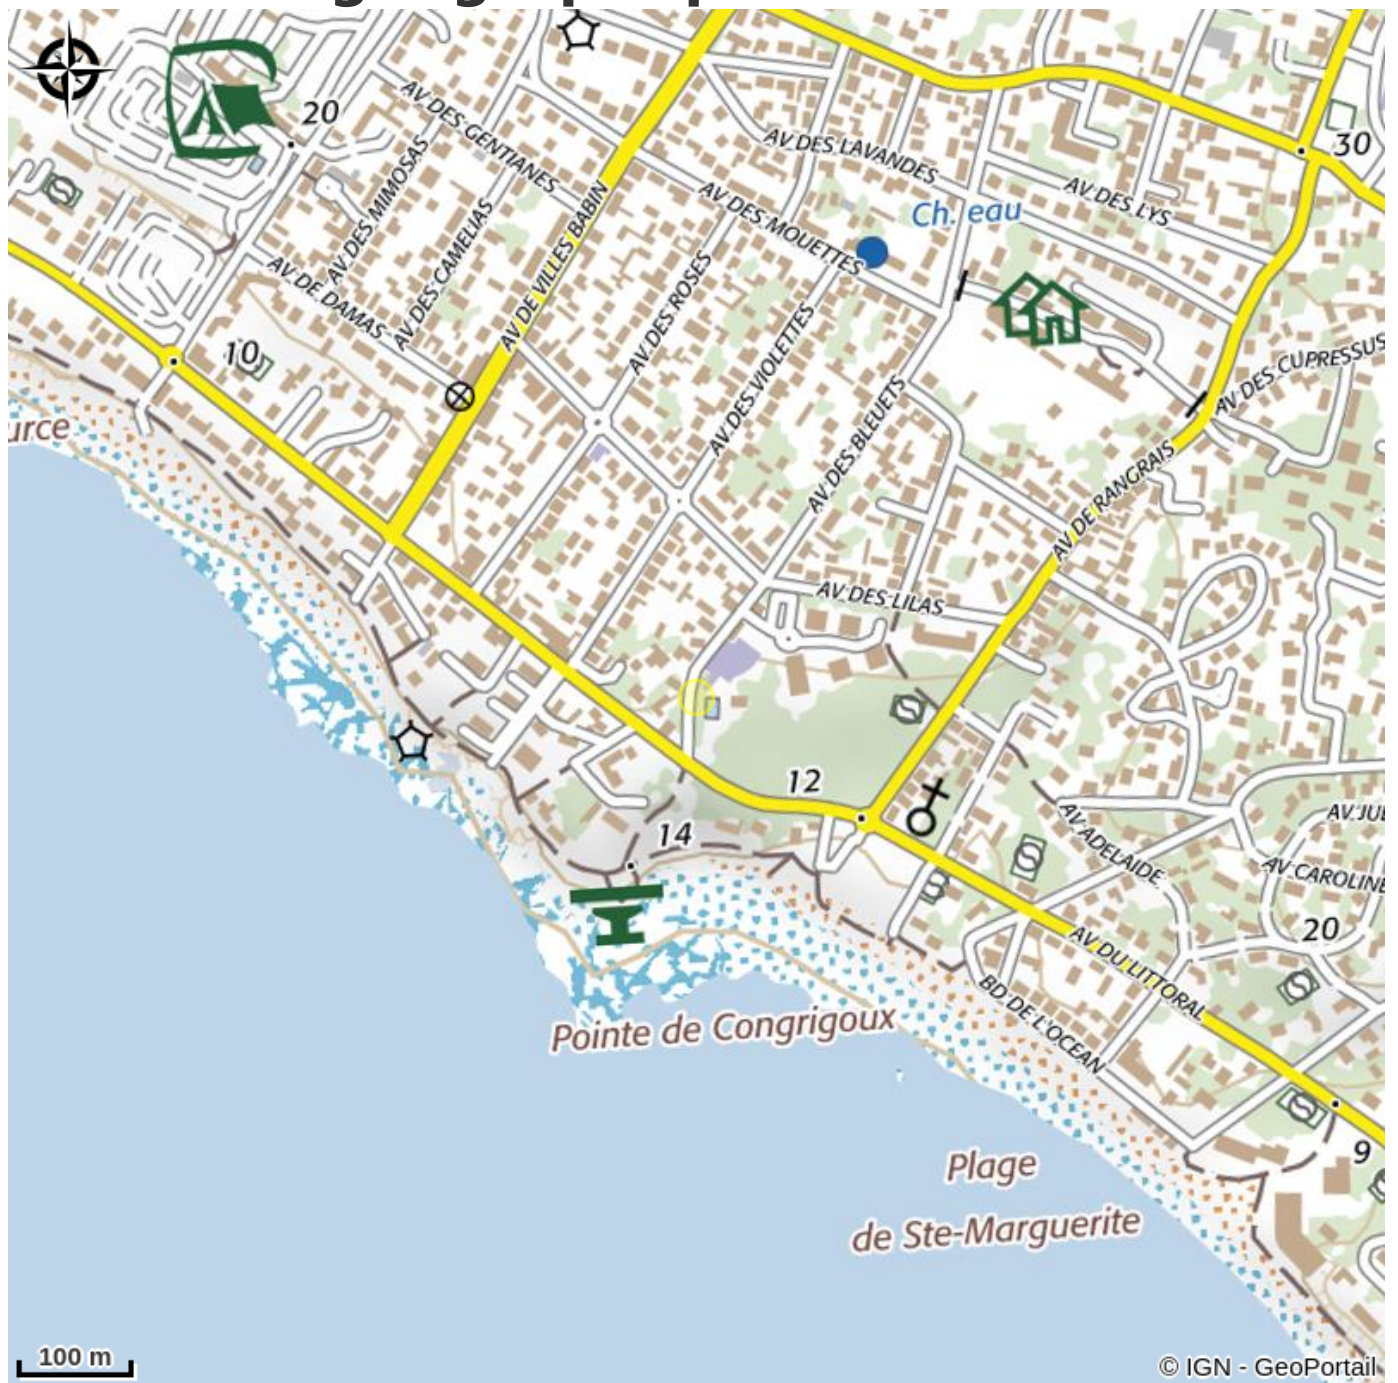 20
30
AV DES GENTIANES
AV DES LAVANDES
AV DES MIMOSAS
AV DES LYS
Ch. eau
AV DES MOUETTES
AV DES CAMELIAS
AV DE VILLES BABIN
AV DE DAMAS
AV DES ROSES
10
AV DES VIOLETTES
AV DES CUPRESSUS
AV DES BLEUETS
urce
AV DE RANGRAIS
AV DES LILAS
12
14
AV JUL
AV ADELAIDE
AV CAROLINE
20
AV DU LITTORAL
BD DE L'OCEAN
Pointe de Congrigoux
9
Plage
de Ste-Marguerite
100 m
© IGN - GeoPortail